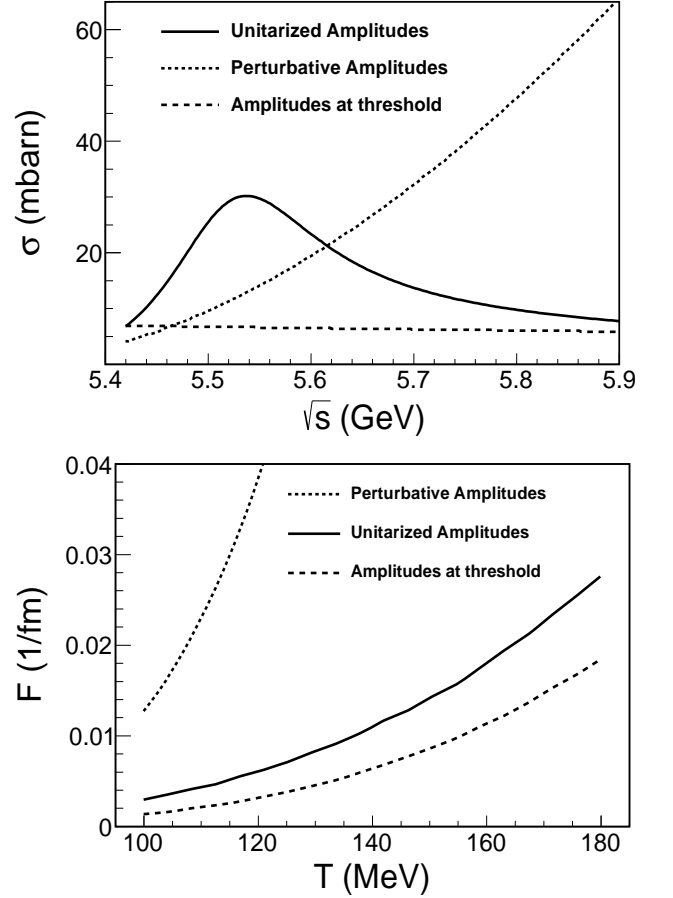 60
Unitarized Amplitudes
Perturbative Amplitudes
Amplitudes at threshold
40
σ (mbarn)
20
5.4 5.5 5.6 5.7 5.8 5.9
√s (GeV)
0.04
Perturbative Amplitudes
0.03
Unitarized Amplitudes
Amplitudes at threshold
F (1/fm)
0.02
0.01
0
100 120 140 160 180
T (MeV)